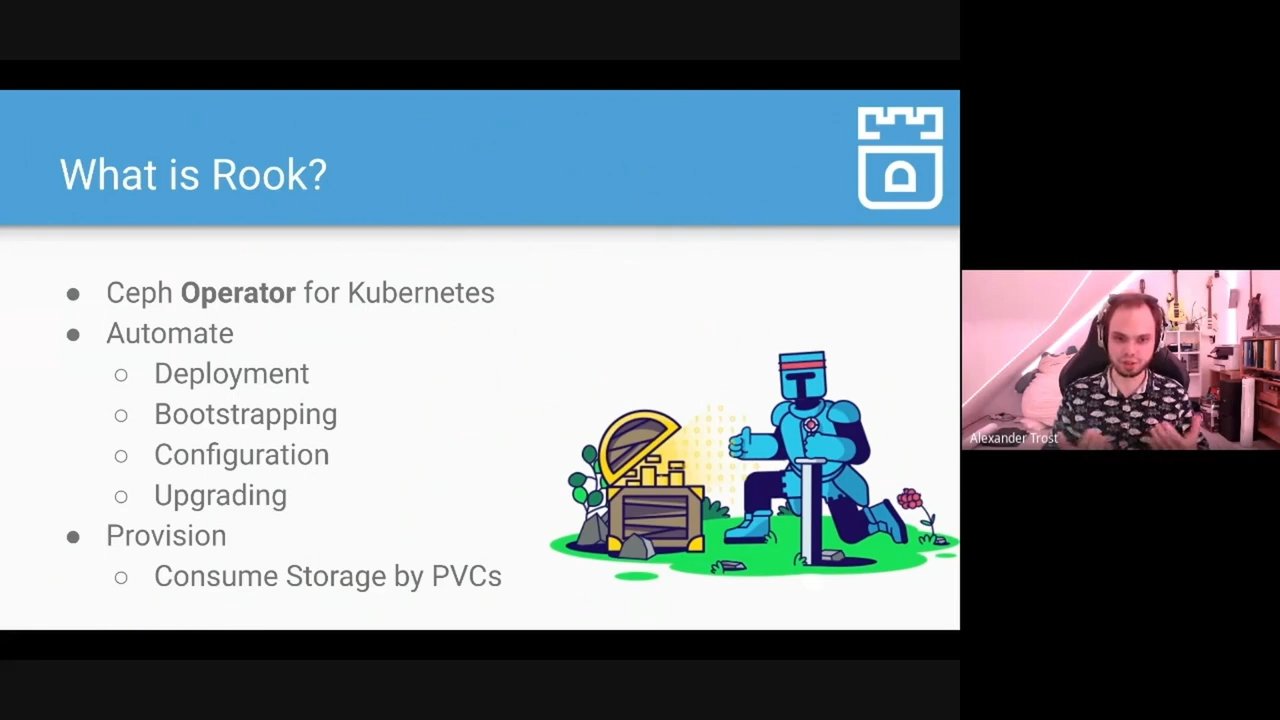 What is Rook?
● Ceph Operator for Kubernetes
● Automate
○ Deployment
○ Bootstrapping
○ Configuration
○ Upgrading
● Provision
○ Consume Storage by PVCs
Alexander Trost